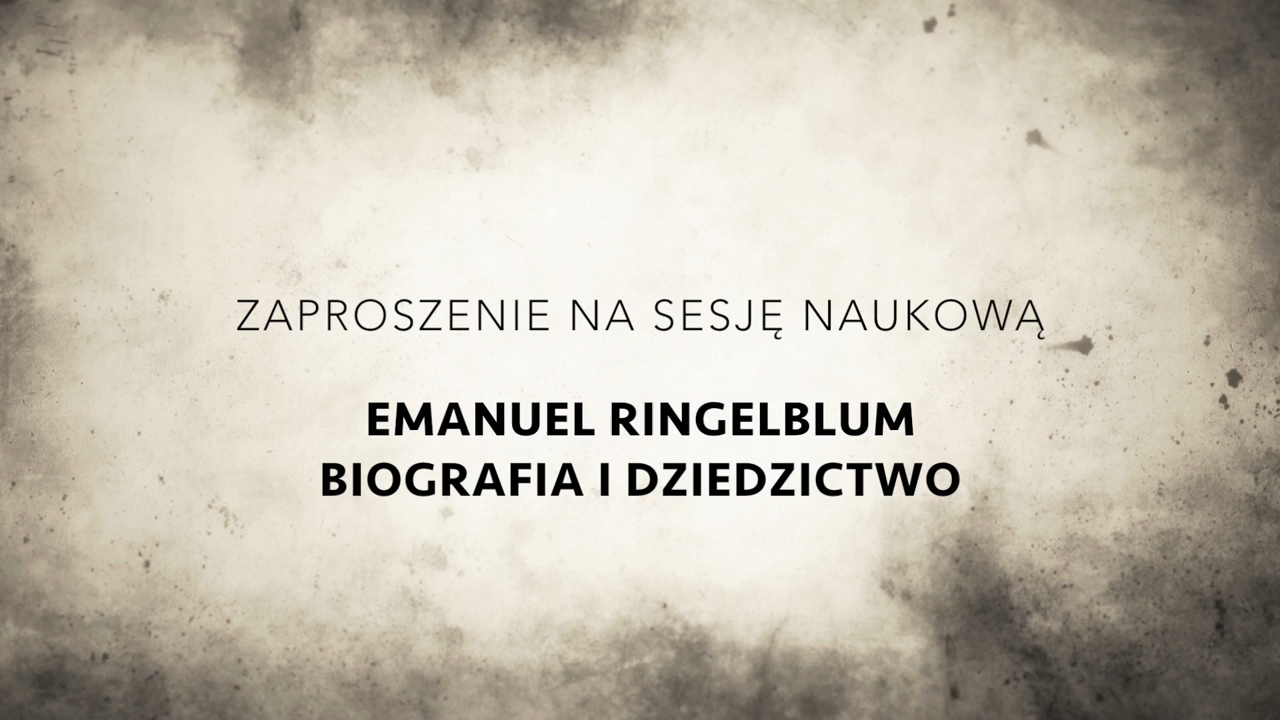 ZAPROSZENIE NA SESJĘ NAUKOWĄ
EMANUEL RINGELBLUM
BIOGRAFIA I DZIEDZICTWO